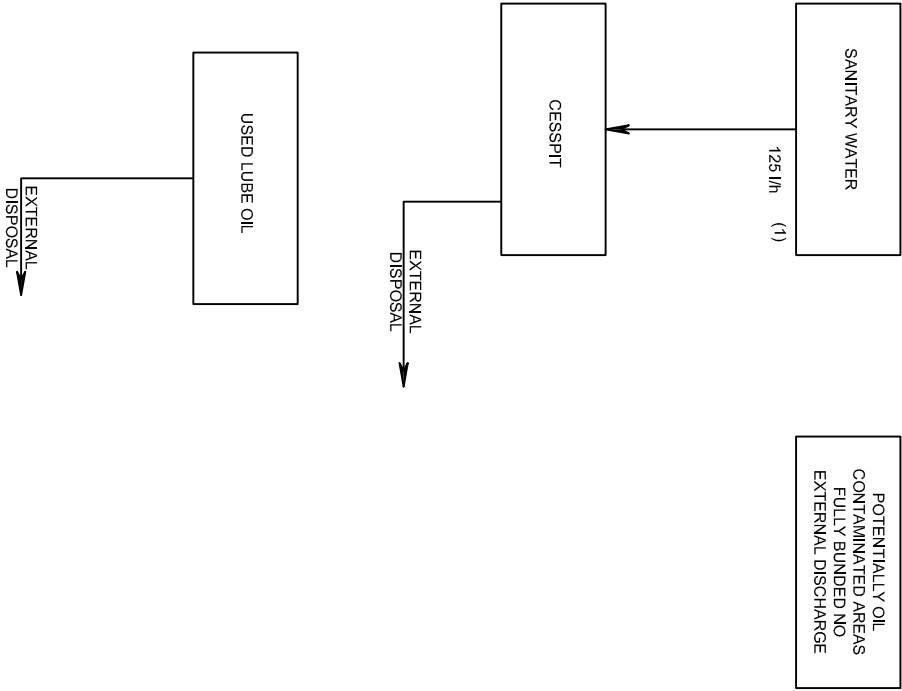 SANITARY WATER
125 l/h (1)
CESSPIT
EXTERNAL
DISPOSAL
USED LUBE OIL
EXTERNAL
DISPOSAL
POTENTIALLY OIL
CONTAMINATED AREAS
FULLY BUNDED NO
EXTERNAL DISCHARGE